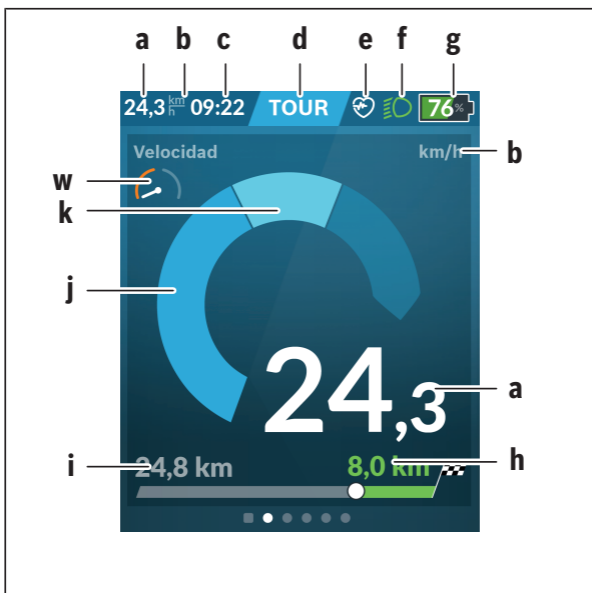 a b c d e f g
24,3 km/h 09:22 TOUR 76%
Velocidad km/h b
w
k
j
24,3 a
i 24,8 km 8,0 km h